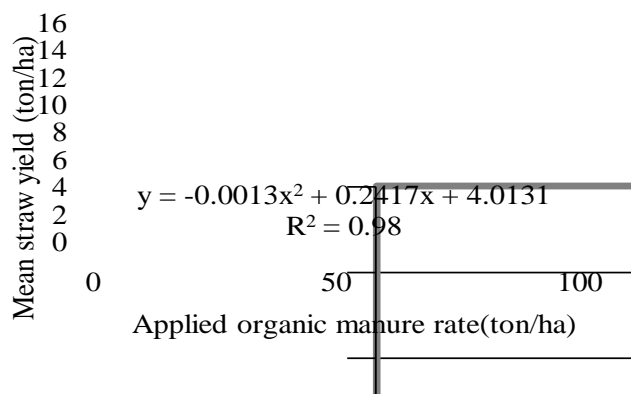 16
14
12
10
8
6
4
2
0
Mean straw yield (ton/ha)
y = -0.0013x² + 0.2417x + 4.0131
R² = 0.98
0 50 100
Applied organic manure rate(ton/ha)